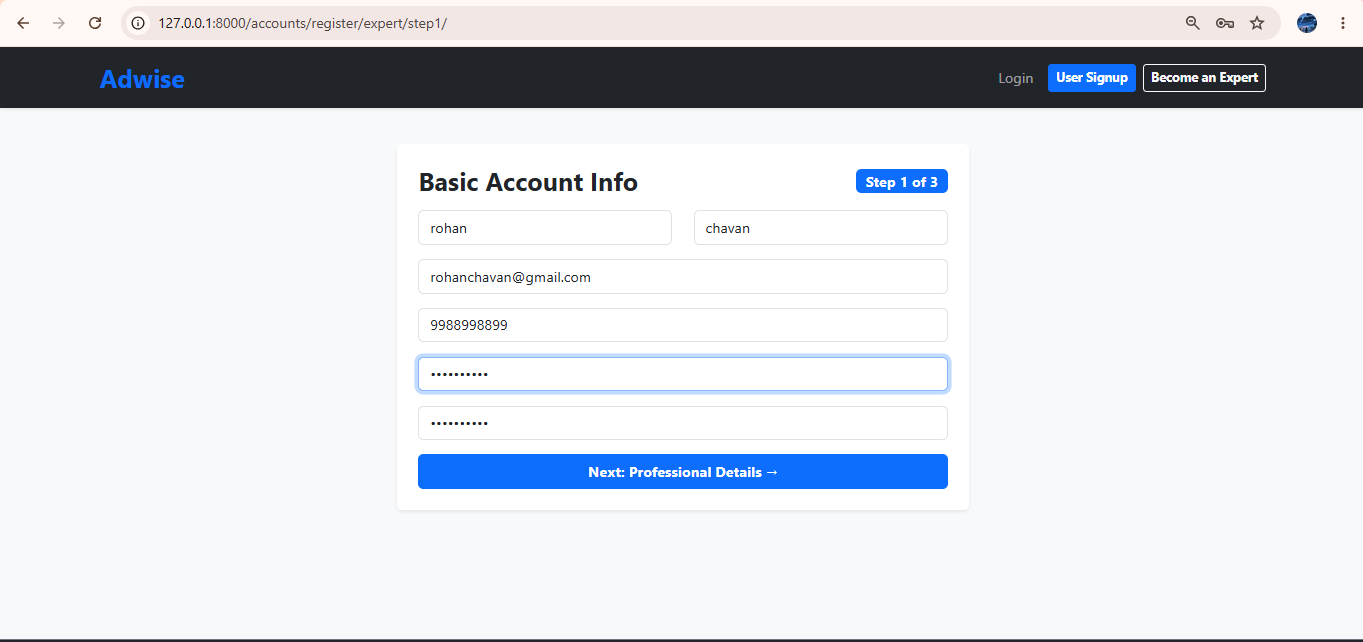 127.0.0.1:8000/accounts/register/expert/step1/
Adwise Login User Signup Become an Expert
Basic Account Info Step 1 of 3
rohan chavan
rohanchavan@gmail.com
9988998899
••••••••••
••••••••••
Next: Professional Details →